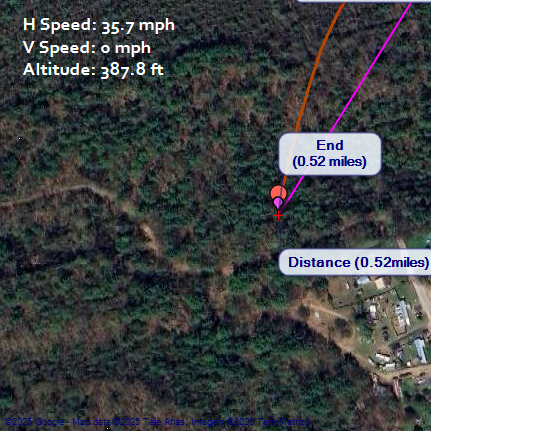 H Speed: 35.7 mph
V Speed: 0 mph
Altitude: 387.8 ft
End
(0.52 miles)
Distance (0.52miles)
©2025 Google - Map data ©2025 Tele Atlas, Imagery ©2025 TerraMetrics